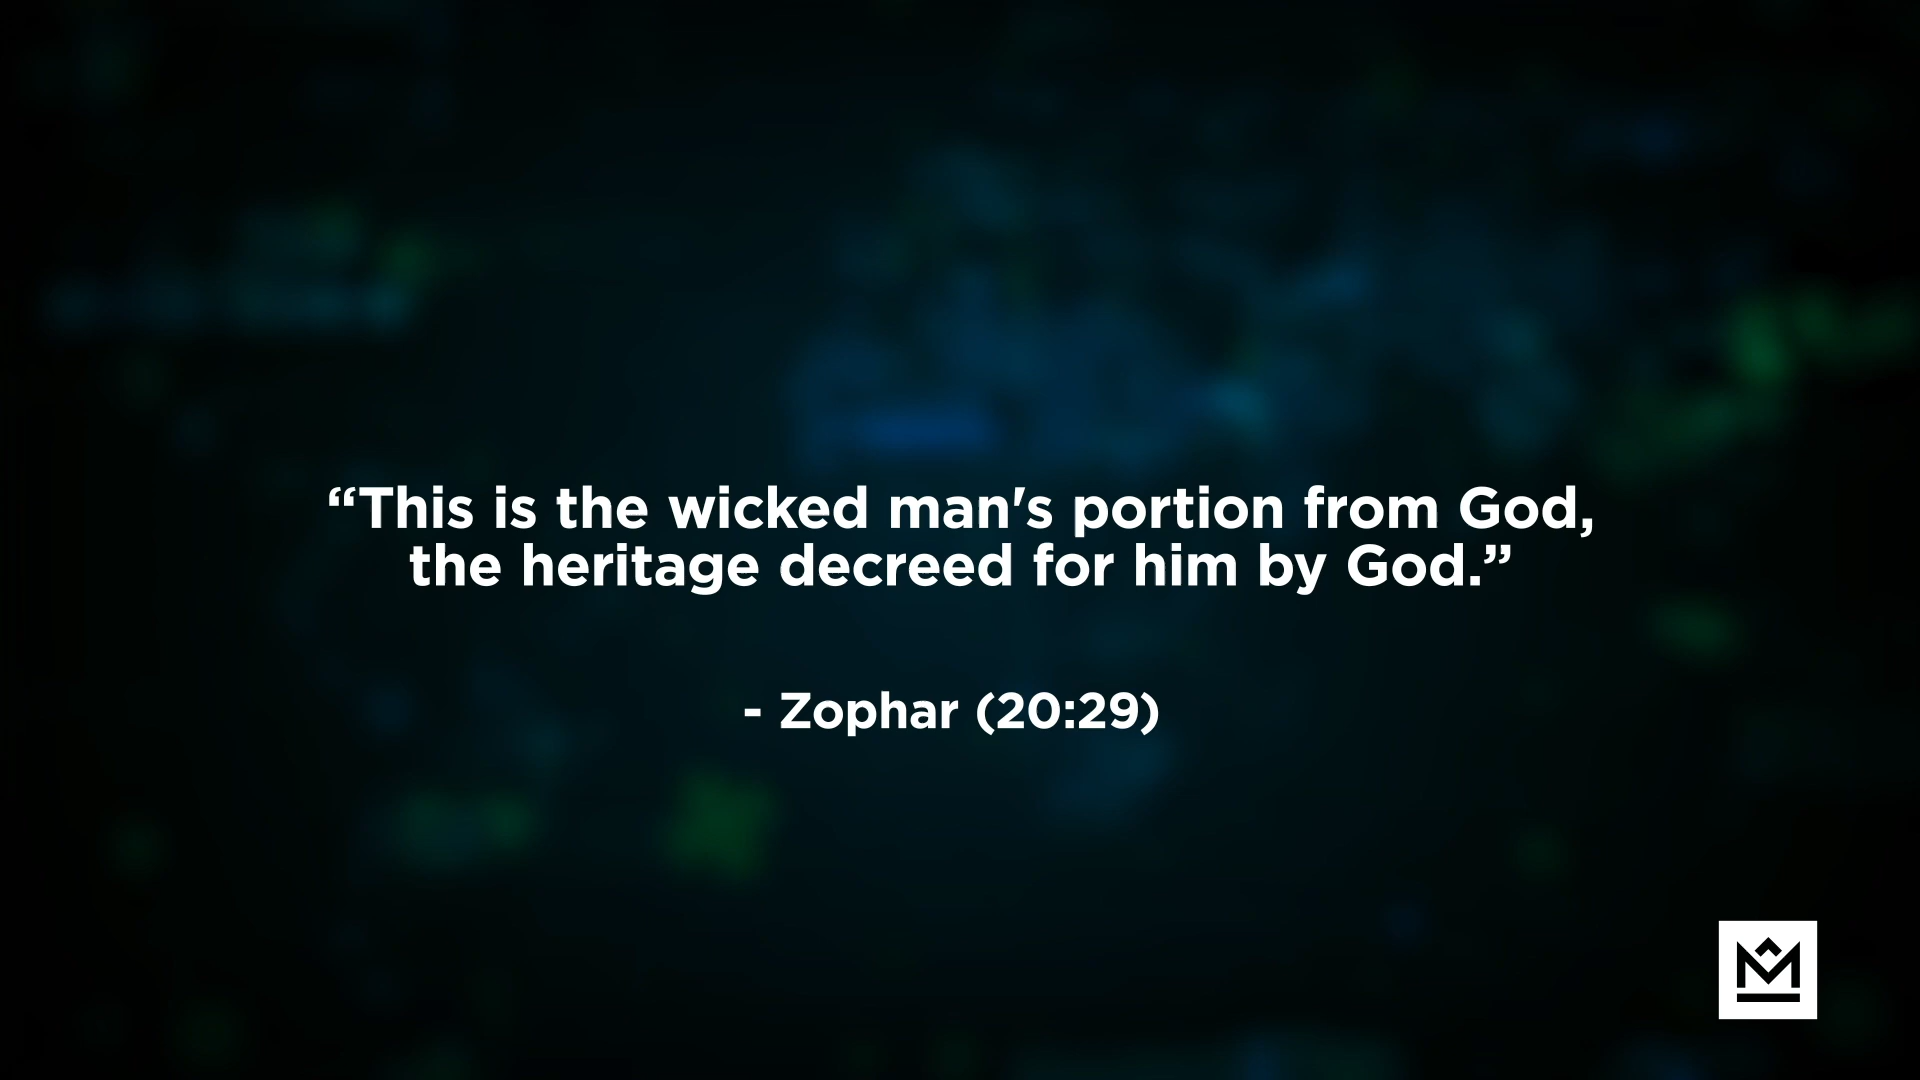 “This is the wicked man's portion from God,
the heritage decreed for him by God.”
- Zophar (20:29)